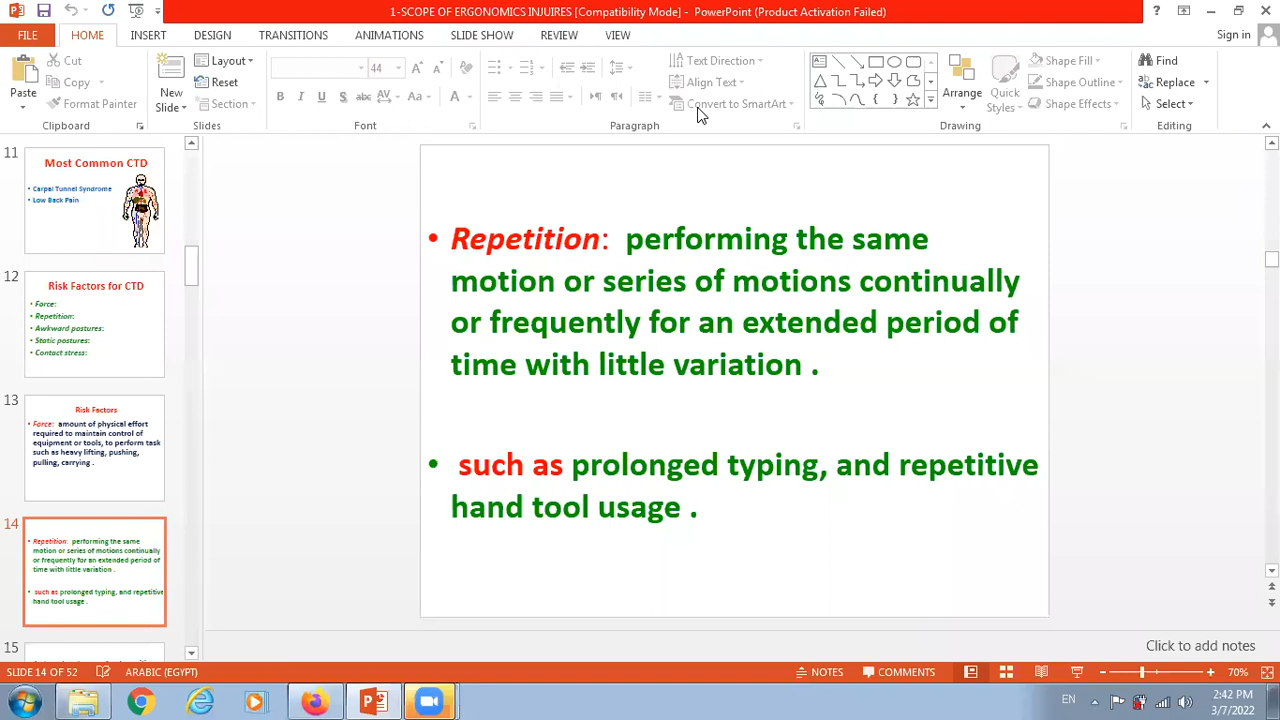 1-SCOPE OF ERGONOMICS INJUIRES [Compatibility Mode] - PowerPoint (Product Activation Failed)
?
FILE
HOME
INSERT
DESIGN
TRANSITIONS
ANIMATIONS
SLIDE SHOW
REVIEW
VIEW
Sign in
Paste
Cut
Copy
Format Painter
Clipboard
New
Slide
Layout
Reset
Section
Slides
44
B I U S abc AV Aa A
Font
Text Direction
Align Text
Convert to SmartArt
Paragraph
Arrange
Quick
Styles
Shape Fill
Shape Outline
Shape Effects
Drawing
Find
Replace
Select
Editing
11
Most Common CTD
• Carpal Tunnel Syndrome
• Low Back Pain
12
Risk Factors for CTD
• Force:
• Repetition:
• Awkward postures:
• Static postures:
• Contact stress:
13
Risk Factors
• Force: amount of physical effort
required to maintain control of
equipment or tools, to perform task
such as heavy lifting, pushing,
pulling, carrying .
14
• Repetition: performing the same
motion or series of motions continually
or frequently for an extended period of
time with little variation .
• such as prolonged typing, and repetitive
hand tool usage .
15
• Repetition: performing the same
motion or series of motions continually
or frequently for an extended period of
time with little variation .
• such as prolonged typing, and repetitive
hand tool usage .
Click to add notes
SLIDE 14 OF 52
ARABIC (EGYPT)
NOTES
COMMENTS
70%
EN
2:42 PM
3/7/2022